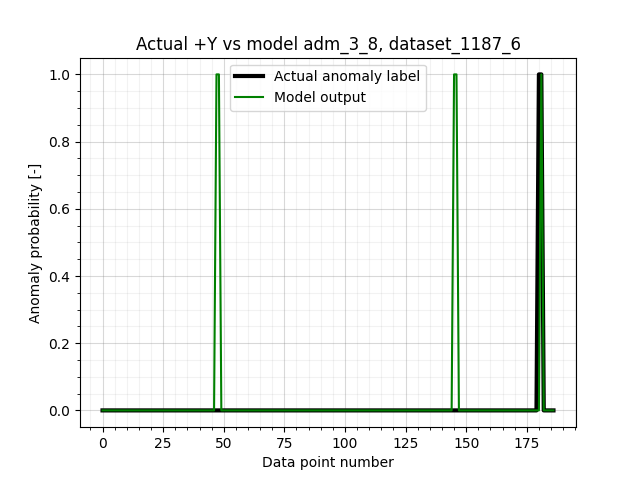 Actual +Y vs model adm_3_8, dataset_1187_6
Actual anomaly label
Model output
1.0
0.8
0.6
0.4
0.2
0.0
Anomaly probability [-]
0 25 50 75 100 125 150 175
Data point number